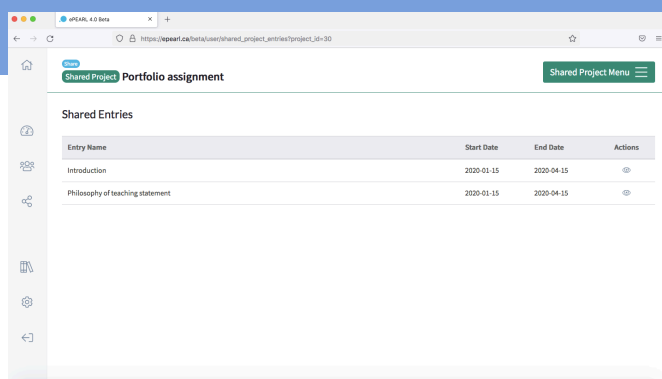 ePEARL 4.0 Beta
https://epearl.ca/beta/user/shared_project_entries?project_id=30
Share
Shared Project Portfolio assignment
Shared Project Menu
Shared Entries
Entry Name Start Date End Date Actions
Introduction 2020-01-15 2020-04-15
Philosophy of teaching statement 2020-01-15 2020-04-15